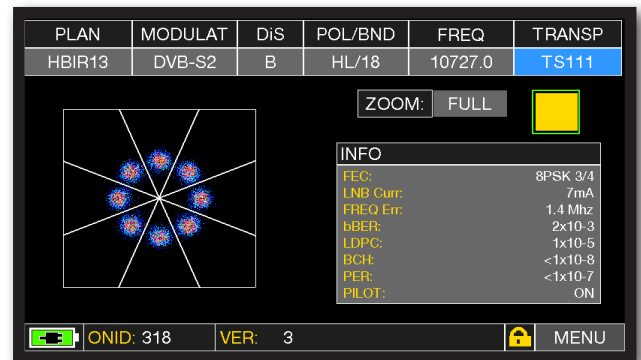 PLAN MODULAT DiS POL/BND FREQ TRANSP
HBIR13 DVB-S2 B HL/18 10727.0 TS111
ZOOM: FULL
INFO
FEC: 8PSK 3/4
LNB Curr: 7mA
FREQ Err: 1.4 Mhz
bBER: 2x10-3
LDPC: 1x10-5
BCH: <1x10-8
PER: <1x10-7
PILOT: ON
ONID: 318 VER: 3 MENU